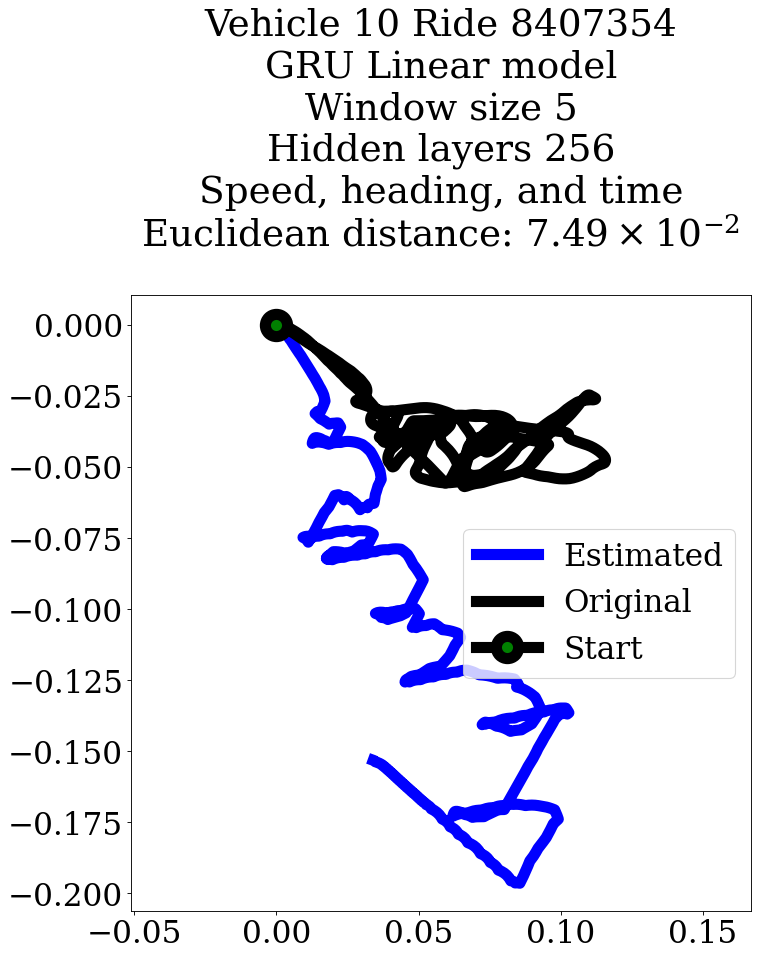 Vehicle 10 Ride 8407354
GRU Linear model
Window size 5
Hidden layers 256
Speed, heading, and time
Euclidean distance: 7.49 × 10⁻²
0.000
−0.025
−0.050
−0.075
−0.100
−0.125
−0.150
−0.175
−0.200
Estimated
Original
Start
−0.05 0.00 0.05 0.10 0.15